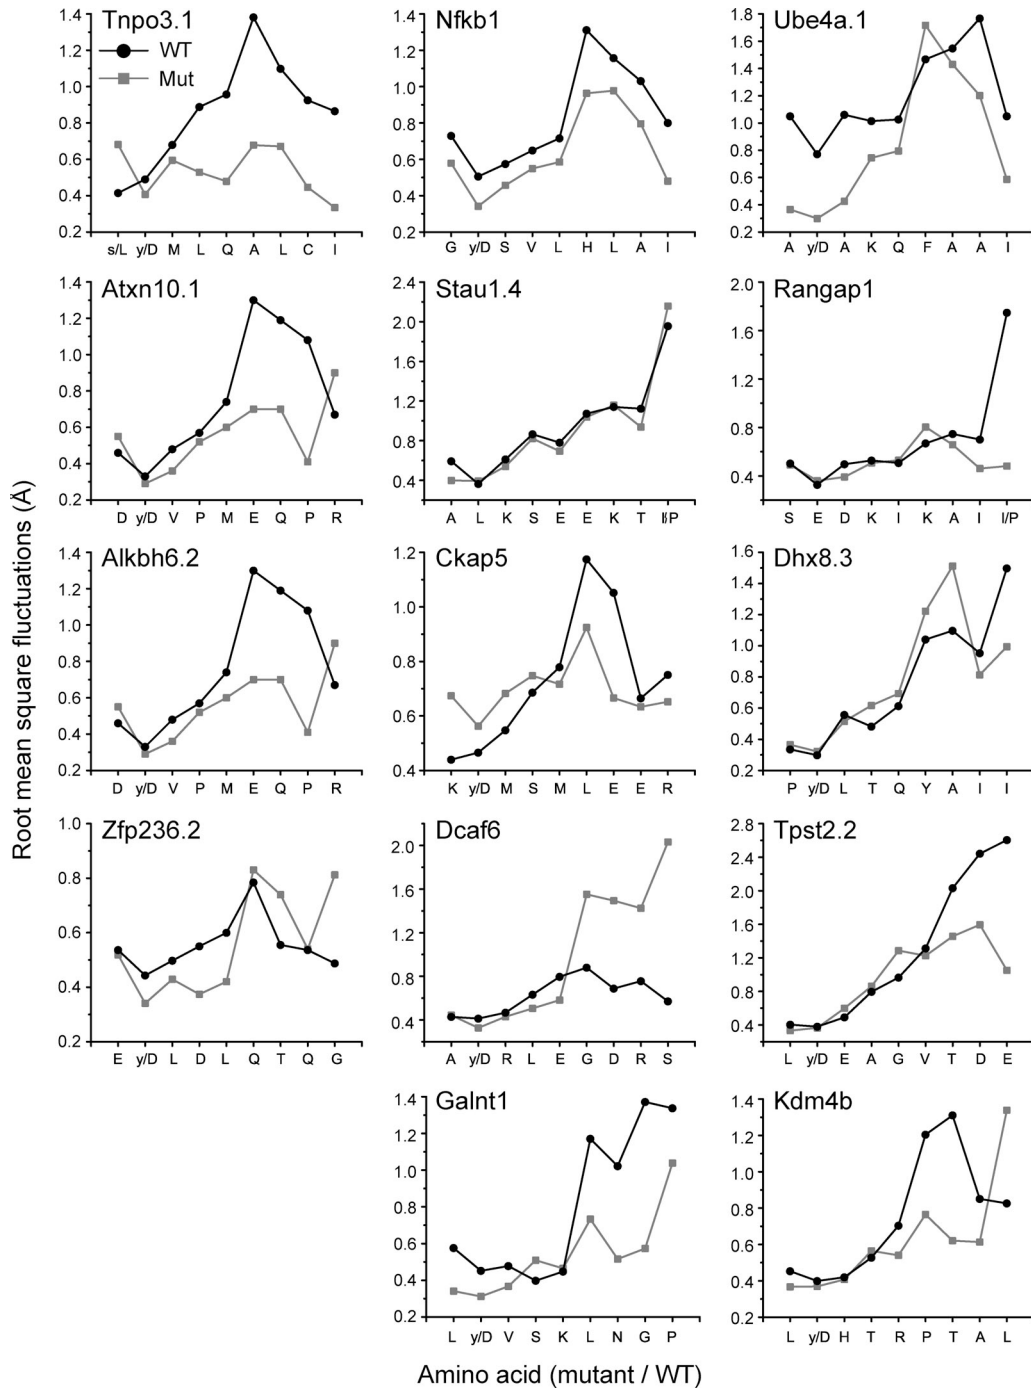 Root mean square fluctuations (Å)
Tnpo3.1
WT
Mut
1.4
1.2
1.0
0.8
0.6
0.4
0.2
s/L y/D M L Q A L C I
Nfkb1
1.4
1.2
1.0
0.8
0.6
0.4
0.2
G y/D S V L H L A I
Ube4a.1
1.8
1.6
1.4
1.2
1.0
0.8
0.6
0.4
0.2
A y/D A K Q F A A I
Atxn10.1
1.4
1.2
1.0
0.8
0.6
0.4
0.2
D y/D V P M E Q P R
Stau1.4
2.4
2.0
1.6
1.2
0.8
0.4
A L K S E E K T I/P
Rangap1
2.0
1.6
1.2
0.8
0.4
S E D K I K A I I/P
Alkbh6.2
1.4
1.2
1.0
0.8
0.6
0.4
0.2
D y/D V P M E Q P R
Ckap5
1.2
1.0
0.8
0.6
0.4
K y/D M S M L E E R
Dhx8.3
1.6
1.4
1.2
1.0
0.8
0.6
0.4
0.2
P y/D L T Q Y A I I
Zfp236.2
1.0
0.8
0.6
0.4
0.2
E y/D L D L Q T Q G
Dcaf6
2.0
1.6
1.2
0.8
0.4
A y/D R L E G D R S
Tpst2.2
2.8
2.4
2.0
1.6
1.2
0.8
0.4
L y/D E A G V T D E
Galnt1
1.4
1.2
1.0
0.8
0.6
0.4
0.2
L y/D V S K L N G P
Kdm4b
1.4
1.2
1.0
0.8
0.6
0.4
0.2
L y/D H T R P T A L
Amino acid (mutant / WT)